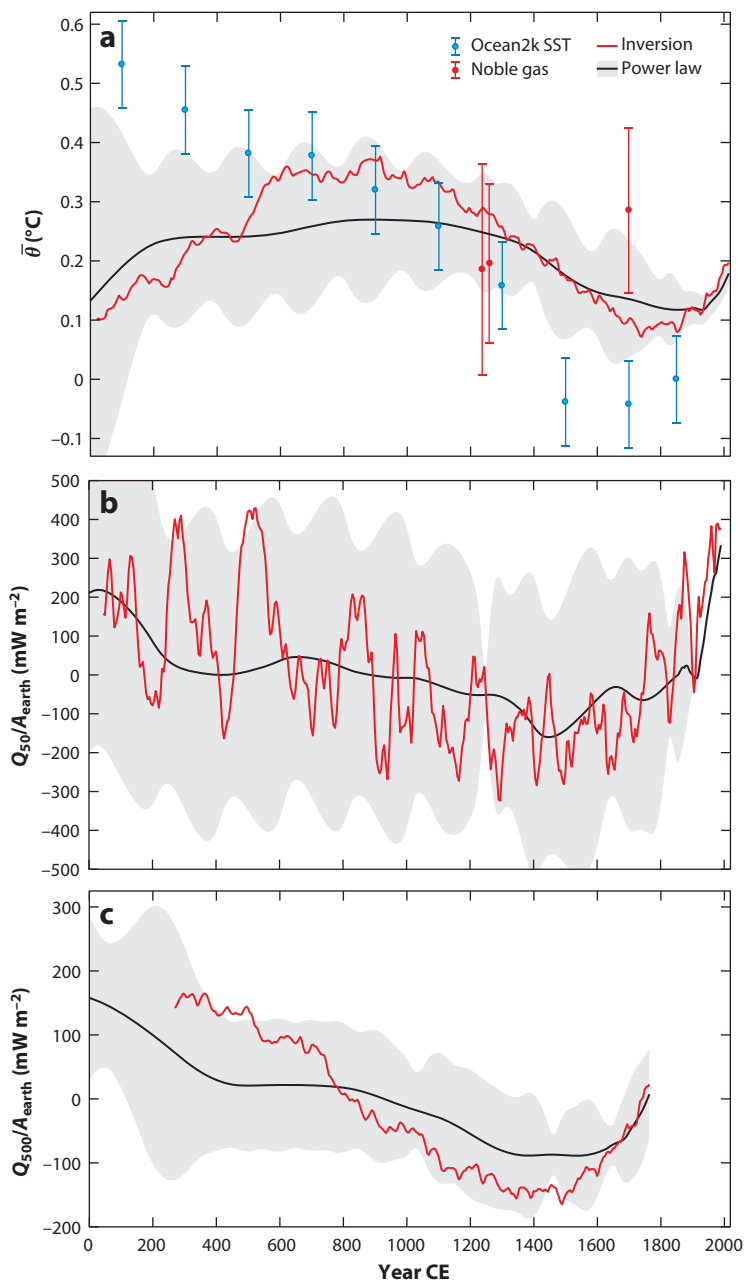 a
Ocean2k SST
Noble gas
Inversion
Power law
0.6
0.5
0.4
0.3
0.2
0.1
0
–0.1
θ̄ (°C)
b
500
400
300
200
100
0
–100
–200
–300
–400
–500
Q50/Aearth (mW m−2)
c
300
200
100
0
–100
–200
Q500/Aearth (mW m−2)
0 200 400 600 800 1000 1200 1400 1600 1800 2000
Year CE